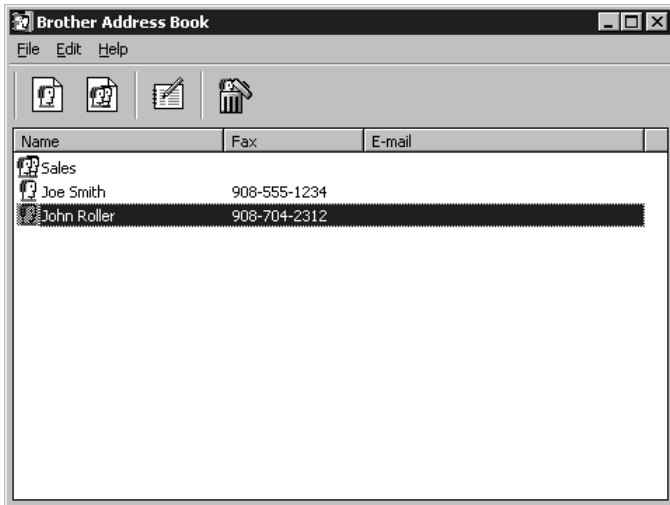 Brother Address Book
File Edit Help
Name Fax E-mail
Sales
Joe Smith 908-555-1234
John Roller 908-704-2312